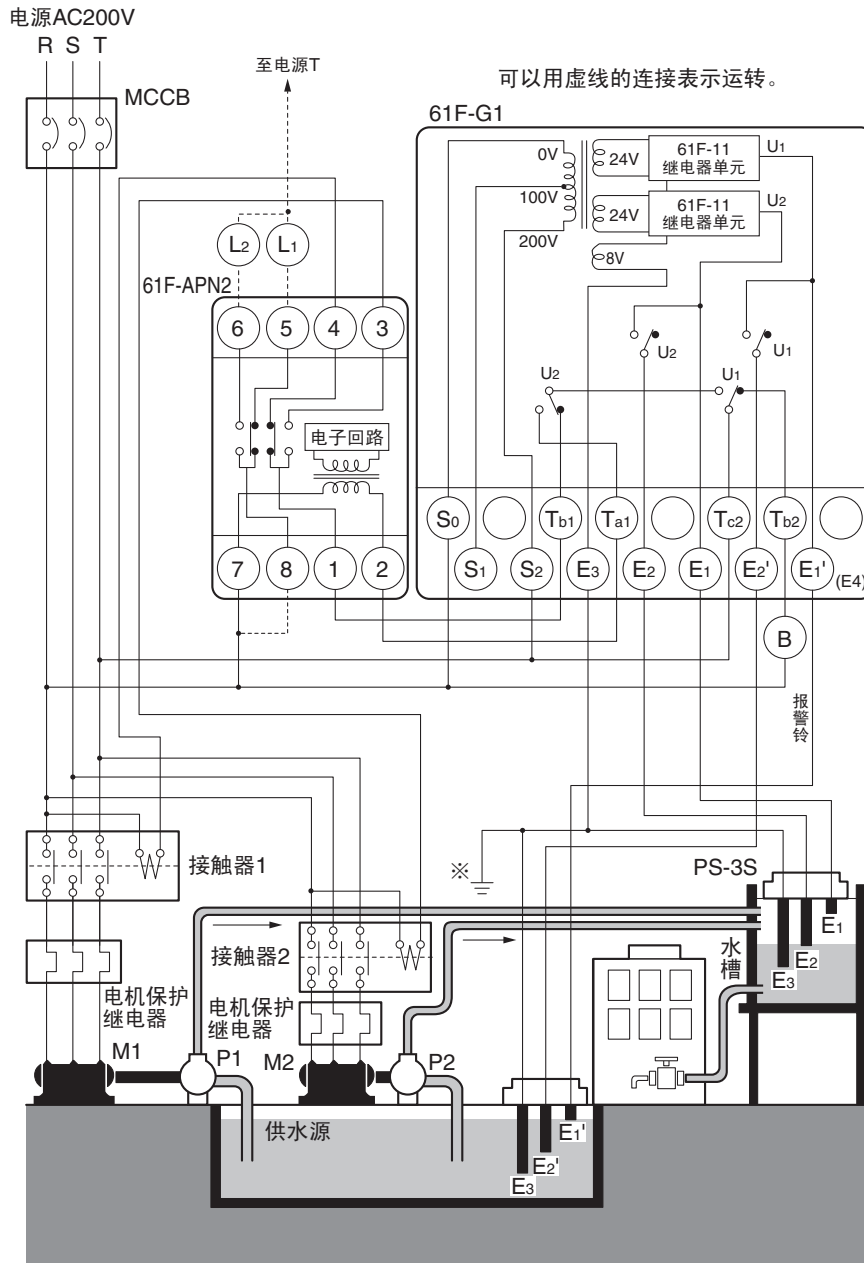 电源AC200V
R S T
MCCB
至电源T
可以用虚线的连接表示运转。
61F-G1
0V
100V
200V
24V
61F-11
继电器单元
U1
24V
61F-11
继电器单元
U2
8V
L2 L1
61F-APN2
6 5 4 3
电子回路
7 8 1 2
U2
U1
U2
U1
S0 Tb1 Ta1 Tc2 Tb2
S1 S2 E3 E2 E1 E2' E1' (E4)
B
报警铃
接触器1
※
PS-3S
E1
E2
E3
水槽
接触器2
电机保护
继电器
电机保护
继电器
M1
P1
M2
P2
供水源
E1'
E2'
E3